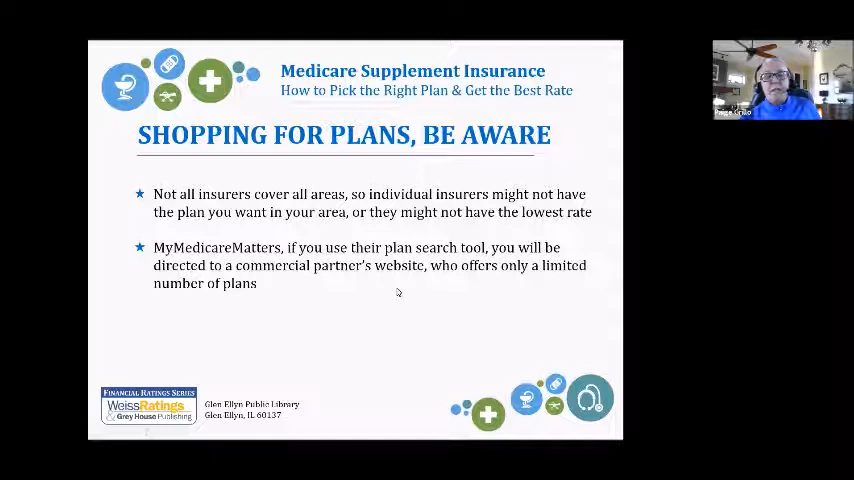 Medicare Supplement Insurance
How to Pick the Right Plan & Get the Best Rate
SHOPPING FOR PLANS, BE AWARE
Not all insurers cover all areas, so individual insurers might not have
the plan you want in your area, or they might not have the lowest rate
MyMedicareMatters, if you use their plan search tool, you will be
directed to a commercial partner's website, who offers only a limited
number of plans
FINANCIAL RATINGS SERIES
WeissRatings
& Grey House Publishing
Glen Ellyn Public Library
Glen Ellyn, IL 60137
Paige Grillo